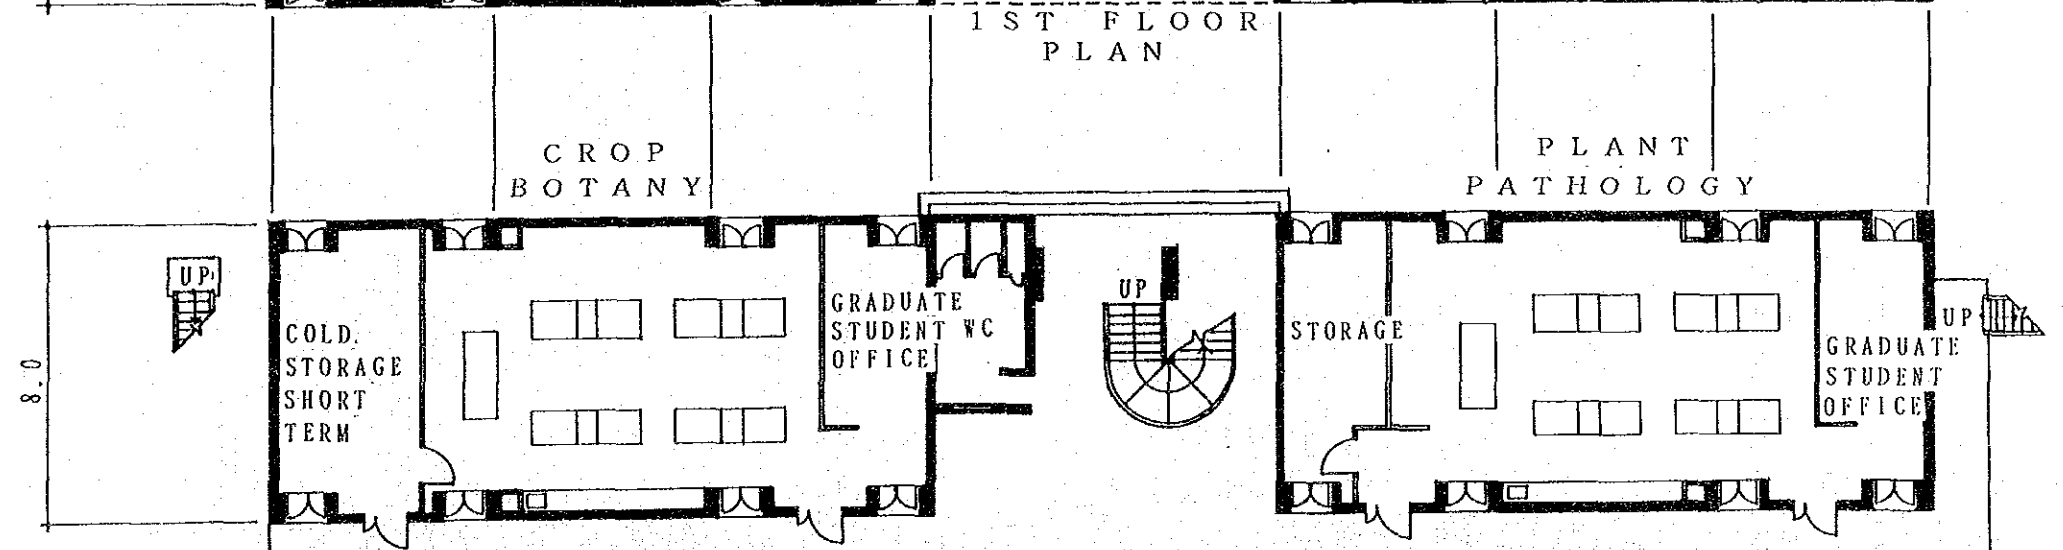 1ST FLOOR
PLAN
CROP
BOTANY
PLANT
PATHOLOGY
UP
8.0
COLD.
STORAGE
SHORT
TERM
GRADUATE
STUDENT
OFFICE
WC
UP
STORAGE
GRADUATE
STUDENT
OFFICE
UP